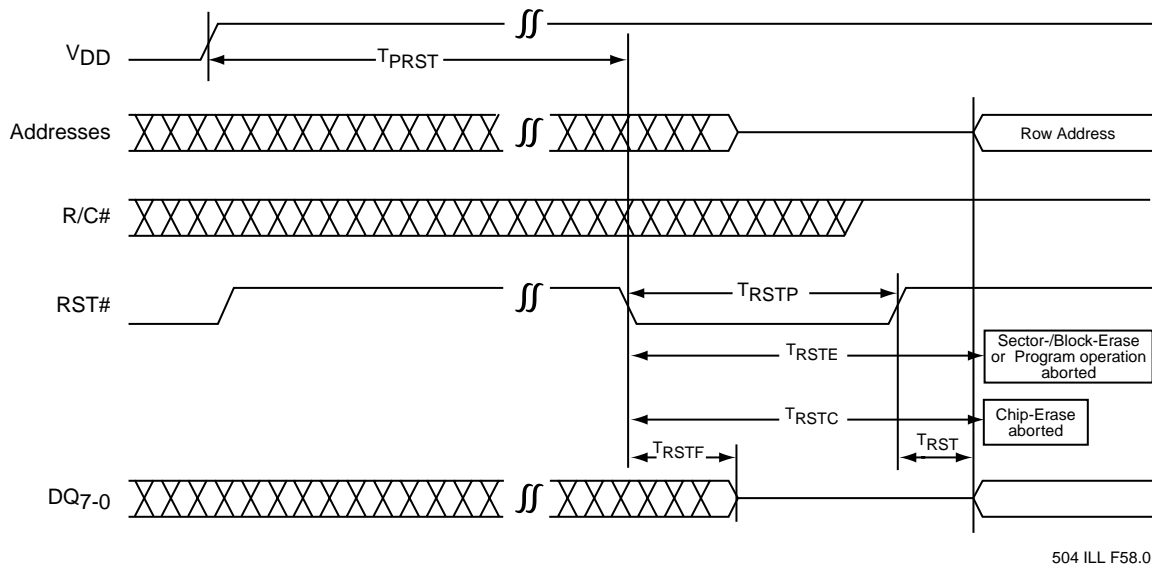 VDD
TPRST
Addresses
Row Address
R/C#
RST#
TRSTP
TRSTE
Sector-/Block-Erase
or Program operation
aborted
TRSTC
Chip-Erase
aborted
TRSTF
TRST
DQ7-0
504 ILL F58.0